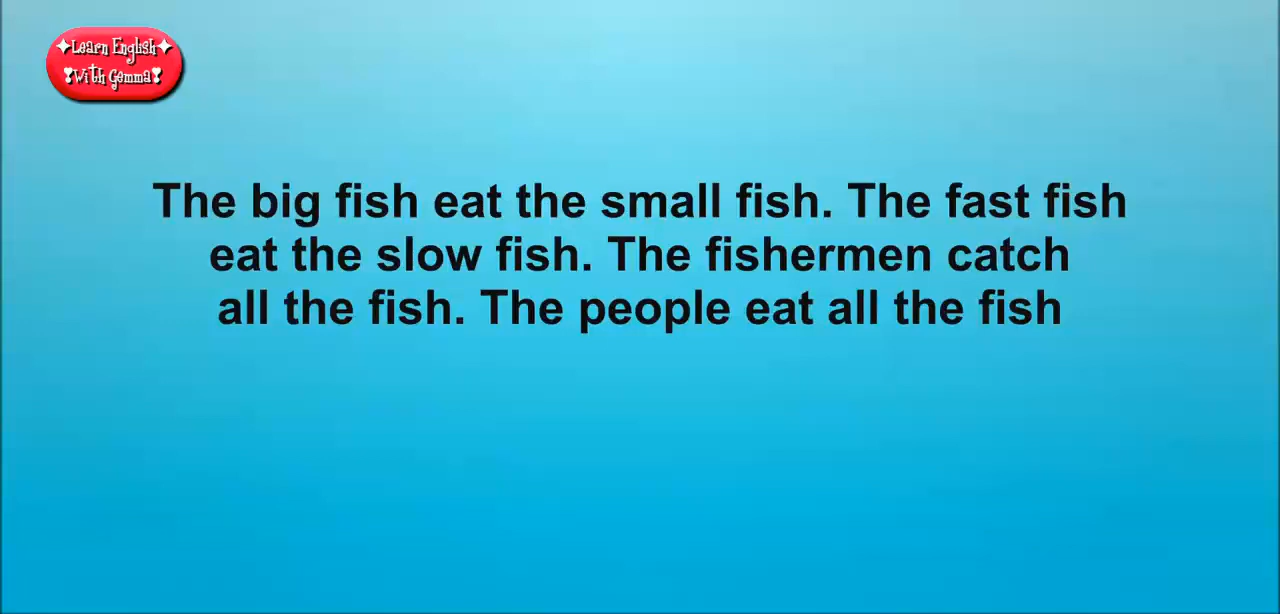 ✦Learn English✦
❣With Gemma❣
The big fish eat the small fish. The fast fish
eat the slow fish. The fishermen catch
all the fish. The people eat all the fish